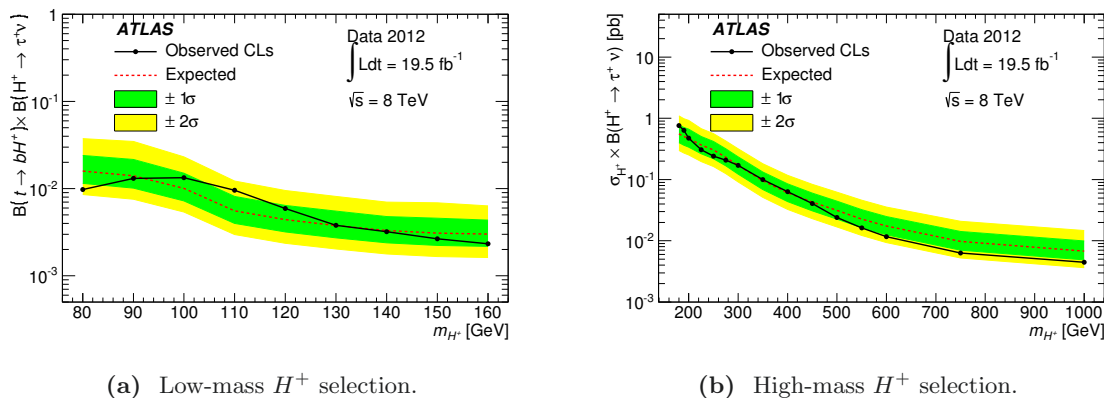 B(t → bH⁺) × B(H⁺ → τ⁺ν)
1
10⁻¹
10⁻²
10⁻³
ATLAS
Observed CLs
Expected
± 1σ
± 2σ
Data 2012
∫Ldt = 19.5 fb⁻¹
√s = 8 TeV
80 90 100 110 120 130 140 150 160
m_H⁺ [GeV]
(a) Low-mass H⁺ selection.
σ_H⁺ × B(H⁺ → τ⁺ ν) [pb]
10
1
10⁻¹
10⁻²
10⁻³
ATLAS
Observed CLs
Expected
± 1σ
± 2σ
Data 2012
∫Ldt = 19.5 fb⁻¹
√s = 8 TeV
200 300 400 500 600 700 800 900 1000
m_H⁺ [GeV]
(b) High-mass H⁺ selection.